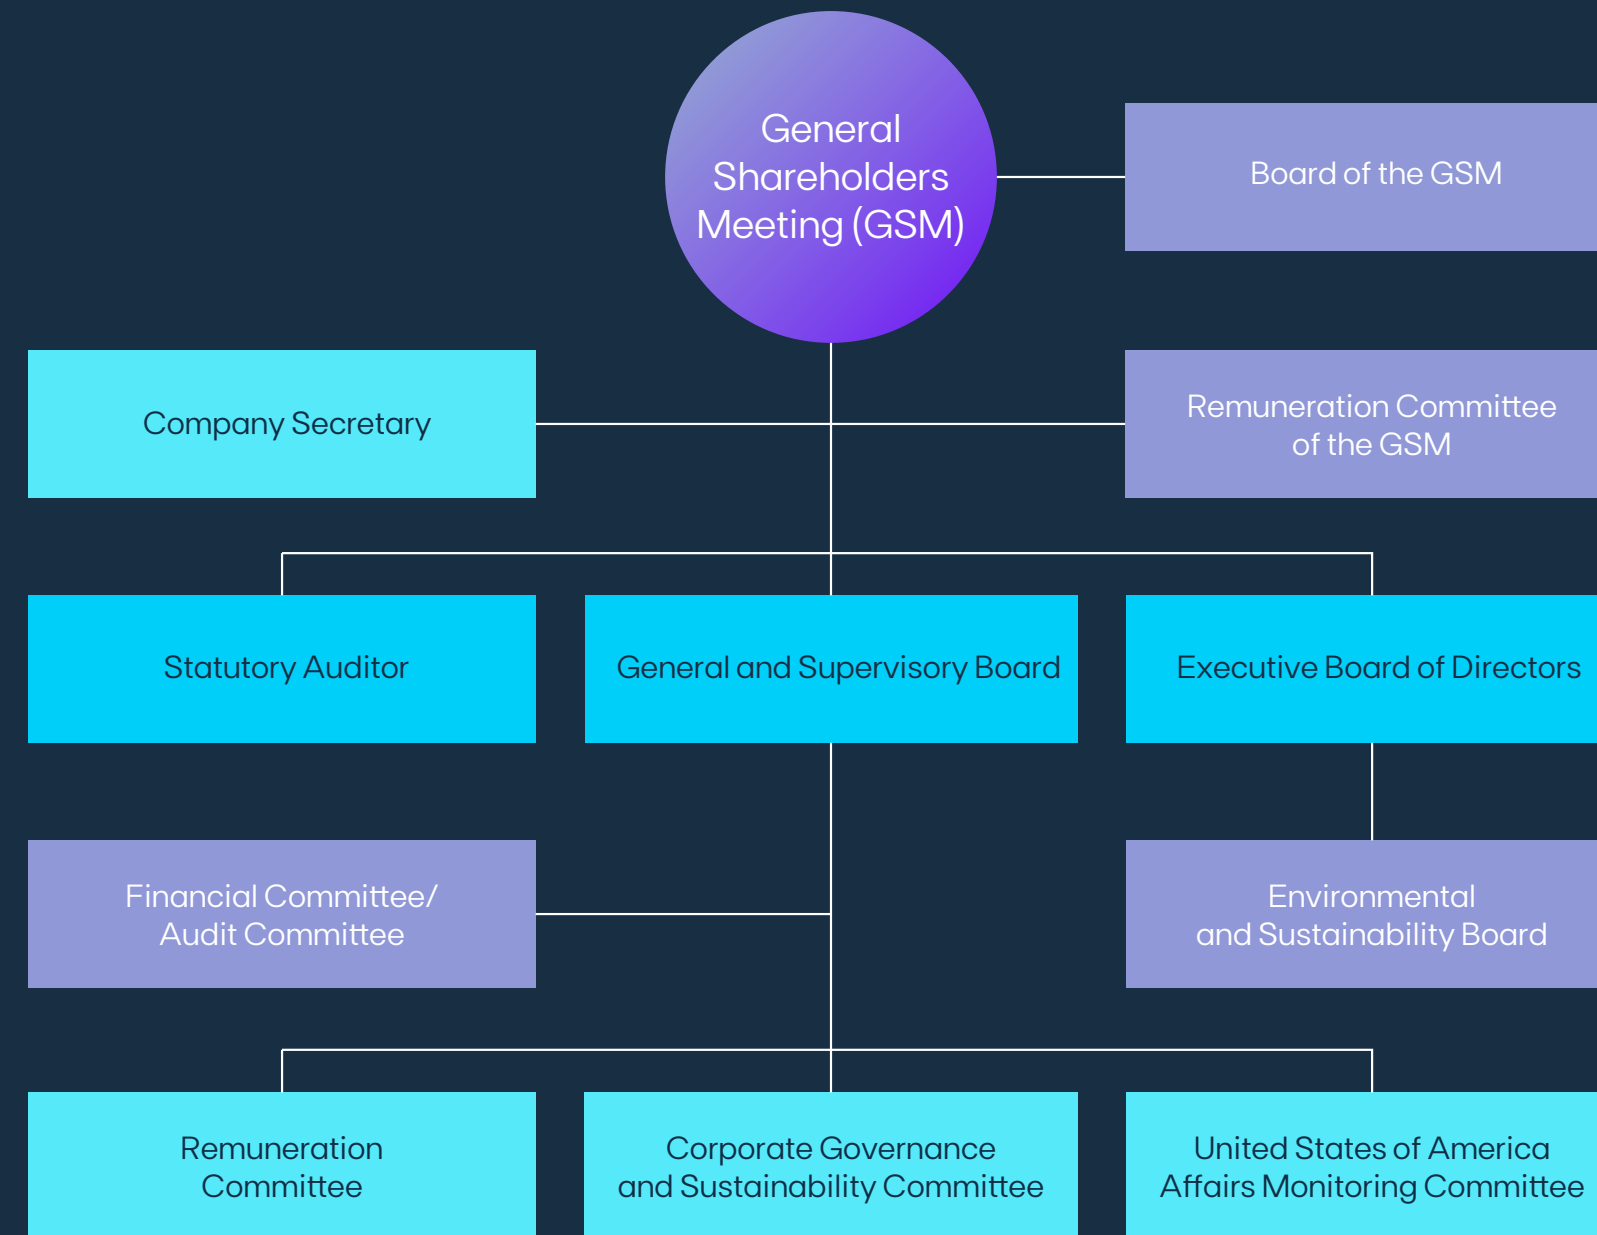 General
Shareholders
Meeting (GSM)
Board of the GSM
Company Secretary
Remuneration Committee
of the GSM
Statutory Auditor
General and Supervisory Board
Executive Board of Directors
Financial Committee/
Audit Committee
Environmental
and Sustainability Board
Remuneration
Committee
Corporate Governance
and Sustainability Committee
United States of America
Affairs Monitoring Committee